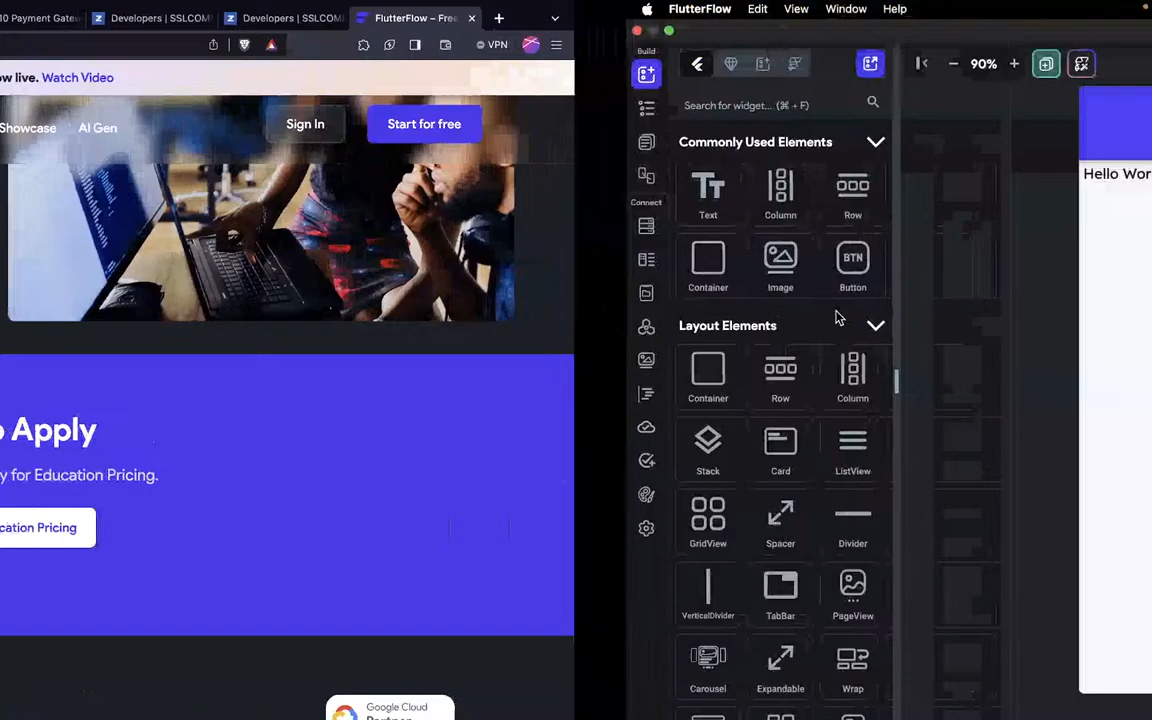 10 Payment Gatew
Developers | SSLCOM
Developers | SSLCOM
FlutterFlow – Free
VPN
ow live. Watch Video
Showcase
AI Gen
Sign In
Start for free
o Apply
y for Education Pricing.
cation Pricing
Google Cloud
FlutterFlow
Edit
View
Window
Help
Build
90%
Search for widget... (⌘ + F)
Commonly Used Elements
Text
Column
Row
Connect
Container
Image
BTN
Button
Layout Elements
Container
Row
Column
Stack
Card
ListView
GridView
Spacer
Divider
VerticalDivider
TabBar
PageView
Carousel
Expandable
Wrap
Hello Wor